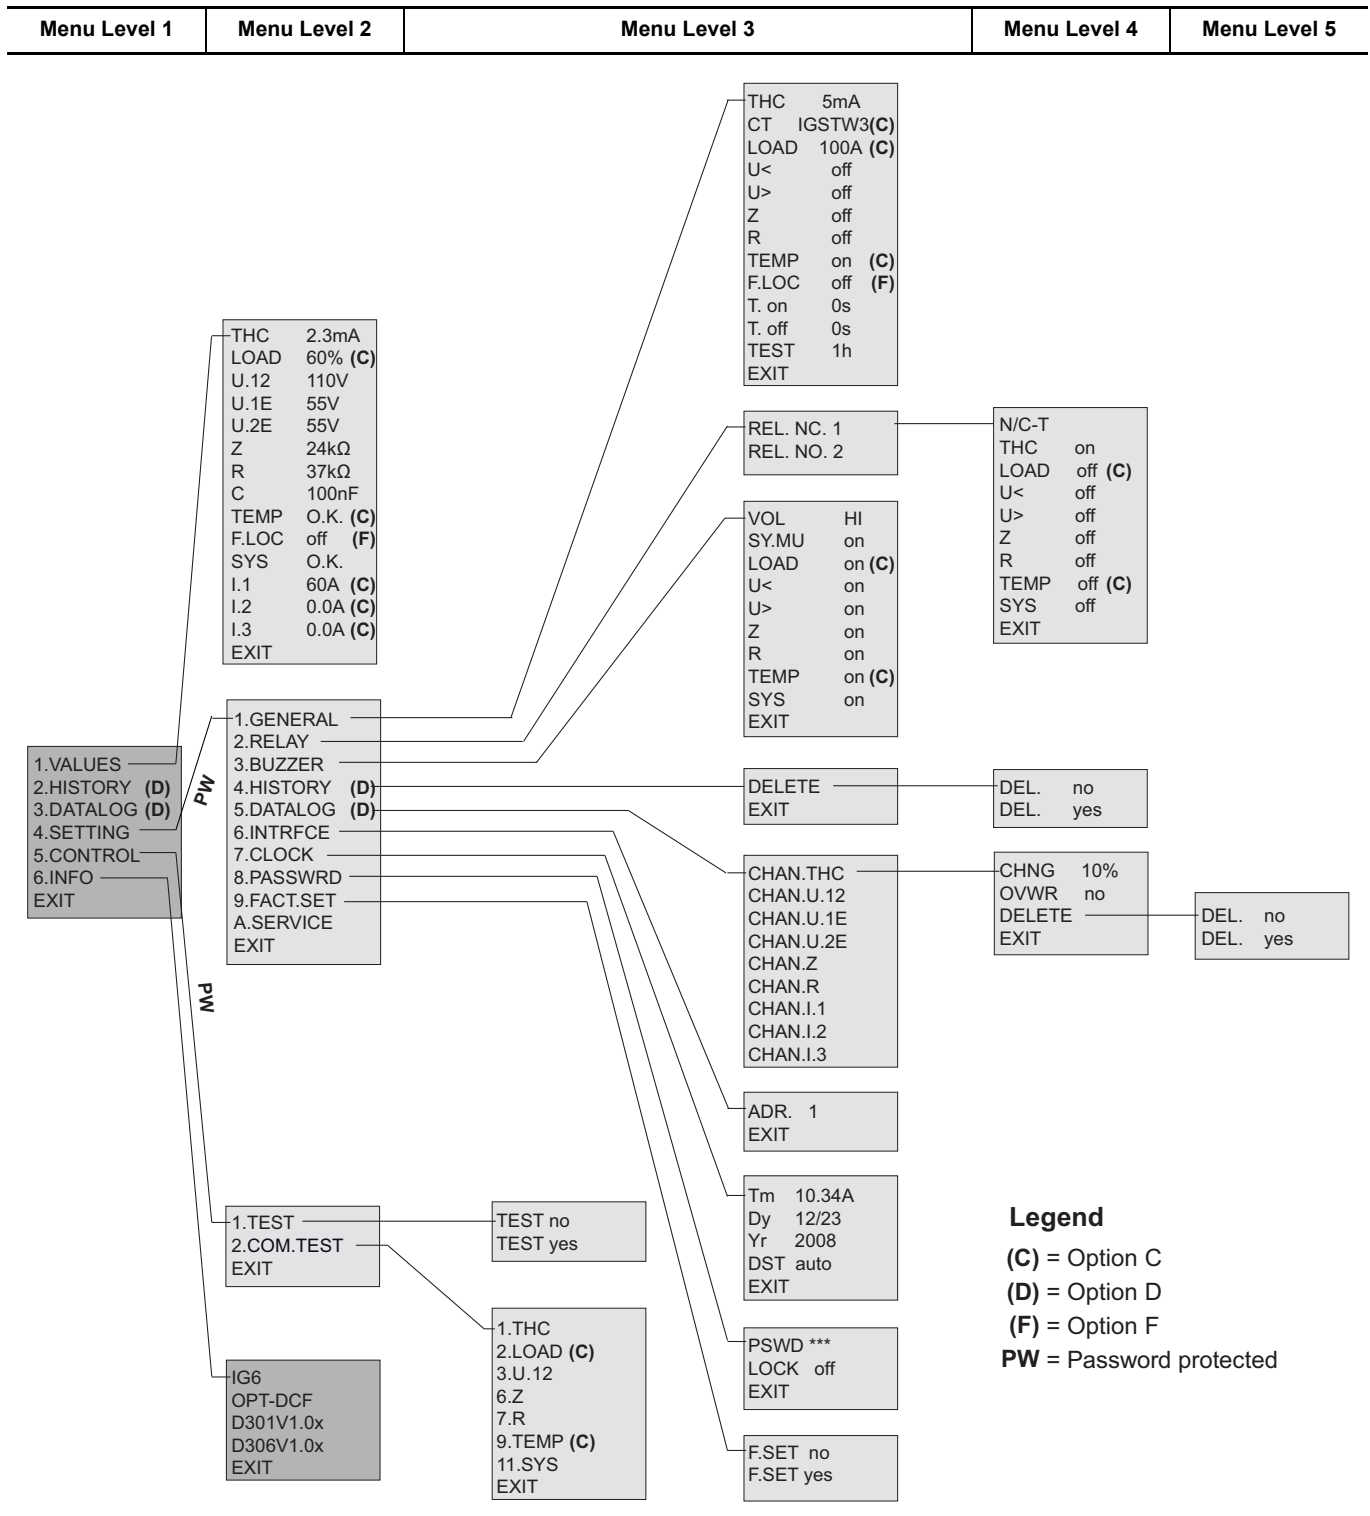 Menu Level 1 Menu Level 2 Menu Level 3 Menu Level 4 Menu Level 5
1.VALUES
2.HISTORY (D)
3.DATALOG (D)
4.SETTING
5.CONTROL
6.INFO
EXIT
PW
PW
THC 2.3mA
LOAD 60% (C)
U.12 110V
U.1E 55V
U.2E 55V
Z 24kΩ
R 37kΩ
C 100nF
TEMP O.K. (C)
F.LOC off (F)
SYS O.K.
I.1 60A (C)
I.2 0.0A (C)
I.3 0.0A (C)
EXIT
1.GENERAL
2.RELAY
3.BUZZER
4.HISTORY (D)
5.DATALOG (D)
6.INTRFCE
7.CLOCK
8.PASSWRD
9.FACT.SET
A.SERVICE
EXIT
1.TEST
2.COM.TEST
EXIT
IG6
OPT-DCF
D301V1.0x
D306V1.0x
EXIT
TEST no
TEST yes
1.THC
2.LOAD (C)
3.U.12
6.Z
7.R
9.TEMP (C)
11.SYS
EXIT
THC 5mA
CT IGSTW3(C)
LOAD 100A (C)
U< off
U> off
Z off
R off
TEMP on (C)
F.LOC off (F)
T. on 0s
T. off 0s
TEST 1h
EXIT
REL. NC. 1
REL. NO. 2
VOL HI
SY.MU on
LOAD on (C)
U< on
U> on
Z on
R on
TEMP on (C)
SYS on
EXIT
DELETE
EXIT
CHAN.THC
CHAN.U.12
CHAN.U.1E
CHAN.U.2E
CHAN.Z
CHAN.R
CHAN.I.1
CHAN.I.2
CHAN.I.3
ADR. 1
EXIT
Tm 10.34A
Dy 12/23
Yr 2008
DST auto
EXIT
PSWD ***
LOCK off
EXIT
F.SET no
F.SET yes
N/C-T
THC on
LOAD off (C)
U< off
U> off
Z off
R off
TEMP off (C)
SYS off
EXIT
DEL. no
DEL. yes
CHNG 10%
OVWR no
DELETE
EXIT
DEL. no
DEL. yes
Legend
(C) = Option C
(D) = Option D
(F) = Option F
PW = Password protected